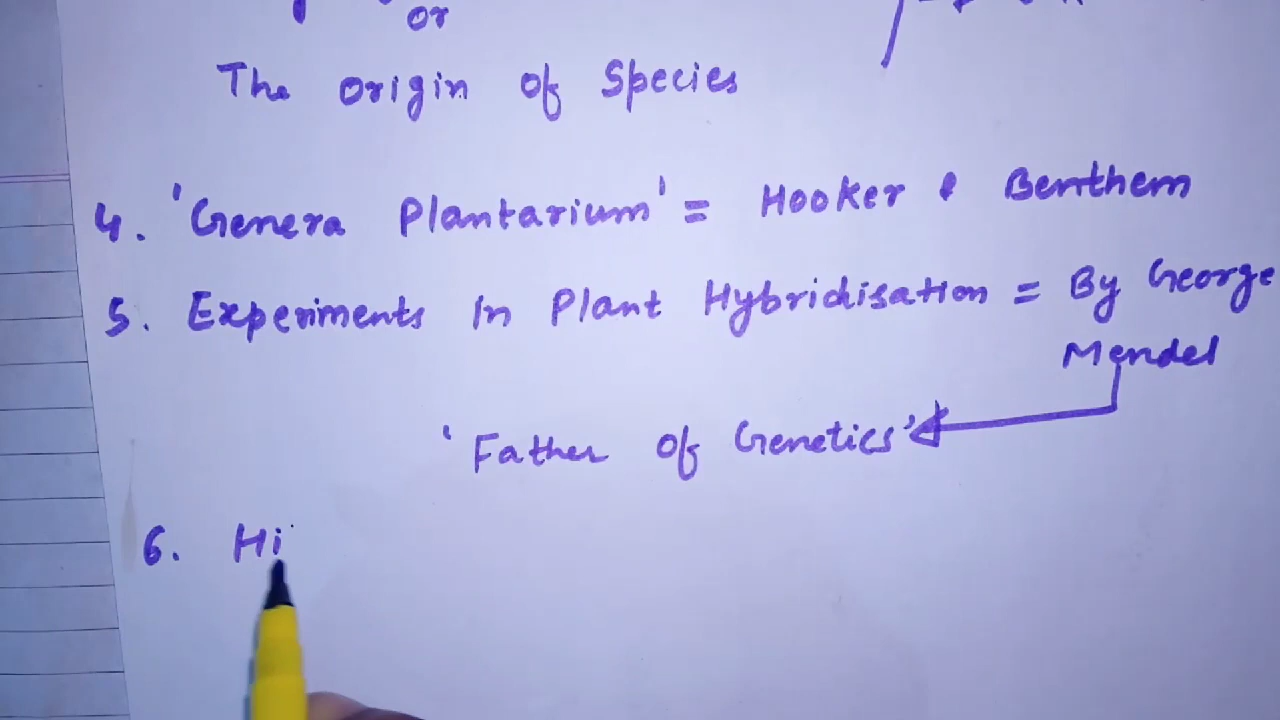 or
The Origin of Species
4. 'Genera Plantarium' = Hooker & Benthem
5. Experiments In Plant Hybridisation = By George
Mendel
'Father of Genetics'
6. Hi